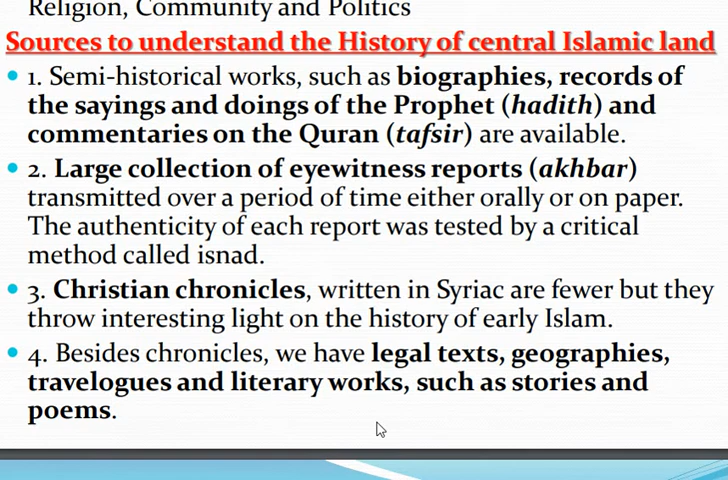 Religion, Community and Politics
Sources to understand the History of central Islamic land
1. Semi-historical works, such as biographies, records of
the sayings and doings of the Prophet (hadith) and
commentaries on the Quran (tafsir) are available.
2. Large collection of eyewitness reports (akhbar)
transmitted over a period of time either orally or on paper.
The authenticity of each report was tested by a critical
method called isnad.
3. Christian chronicles, written in Syriac are fewer but they
throw interesting light on the history of early Islam.
4. Besides chronicles, we have legal texts, geographies,
travelogues and literary works, such as stories and
poems.